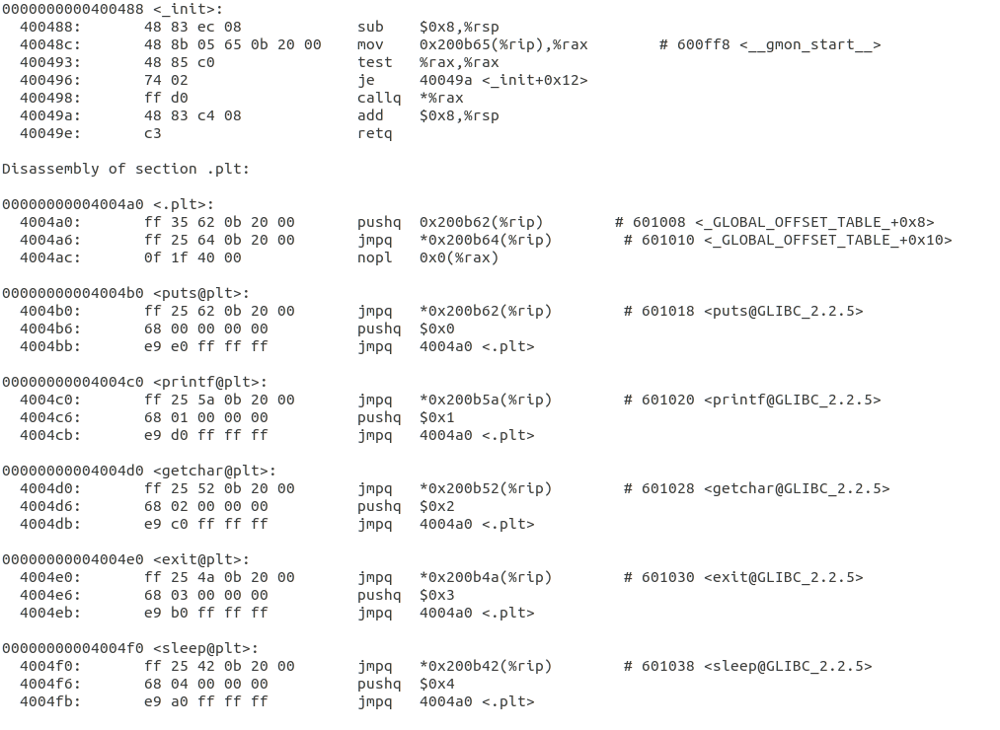 0000000000400488 <_init>:
  400488:	48 83 ec 08          	sub    $0x8,%rsp
  40048c:	48 8b 05 65 0b 20 00 	mov    0x200b65(%rip),%rax        # 600ff8 <__gmon_start__>
  400493:	48 85 c0             	test   %rax,%rax
  400496:	74 02                	je     40049a <_init+0x12>
  400498:	ff d0                	callq  *%rax
  40049a:	48 83 c4 08          	add    $0x8,%rsp
  40049e:	c3                   	retq

Disassembly of section .plt:

00000000004004a0 <.plt>:
  4004a0:	ff 35 62 0b 20 00    	pushq  0x200b62(%rip)        # 601008 <_GLOBAL_OFFSET_TABLE_+0x8>
  4004a6:	ff 25 64 0b 20 00    	jmpq   *0x200b64(%rip)        # 601010 <_GLOBAL_OFFSET_TABLE_+0x10>
  4004ac:	0f 1f 40 00          	nopl   0x0(%rax)

00000000004004b0 <puts@plt>:
  4004b0:	ff 25 62 0b 20 00    	jmpq   *0x200b62(%rip)        # 601018 <puts@GLIBC_2.2.5>
  4004b6:	68 00 00 00 00       	pushq  $0x0
  4004bb:	e9 e0 ff ff ff       	jmpq   4004a0 <.plt>

00000000004004c0 <printf@plt>:
  4004c0:	ff 25 5a 0b 20 00    	jmpq   *0x200b5a(%rip)        # 601020 <printf@GLIBC_2.2.5>
  4004c6:	68 01 00 00 00       	pushq  $0x1
  4004cb:	e9 d0 ff ff ff       	jmpq   4004a0 <.plt>

00000000004004d0 <getchar@plt>:
  4004d0:	ff 25 52 0b 20 00    	jmpq   *0x200b52(%rip)        # 601028 <getchar@GLIBC_2.2.5>
  4004d6:	68 02 00 00 00       	pushq  $0x2
  4004db:	e9 c0 ff ff ff       	jmpq   4004a0 <.plt>

00000000004004e0 <exit@plt>:
  4004e0:	ff 25 4a 0b 20 00    	jmpq   *0x200b4a(%rip)        # 601030 <exit@GLIBC_2.2.5>
  4004e6:	68 03 00 00 00       	pushq  $0x3
  4004eb:	e9 b0 ff ff ff       	jmpq   4004a0 <.plt>

00000000004004f0 <sleep@plt>:
  4004f0:	ff 25 42 0b 20 00    	jmpq   *0x200b42(%rip)        # 601038 <sleep@GLIBC_2.2.5>
  4004f6:	68 04 00 00 00       	pushq  $0x4
  4004fb:	e9 a0 ff ff ff       	jmpq   4004a0 <.plt>